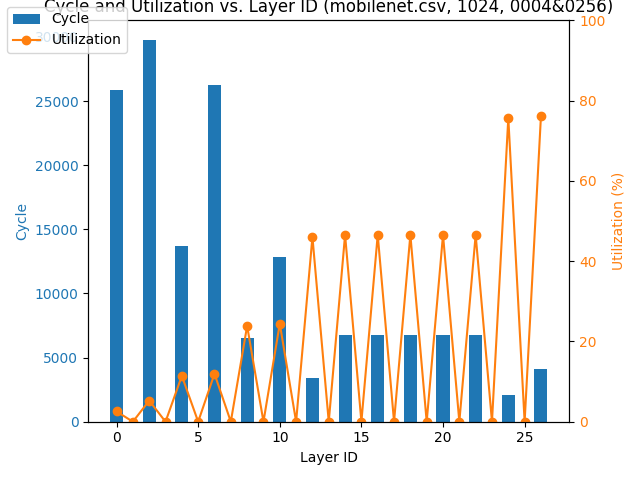 Cycle and Utilization vs. Layer ID (mobilenet.csv, 1024, 0004&0256)
Cycle
Utilization
30000
25000
20000
15000
10000
5000
0
Cycle
100
80
60
40
20
0
Utilization (%)
0 5 10 15 20 25
Layer ID